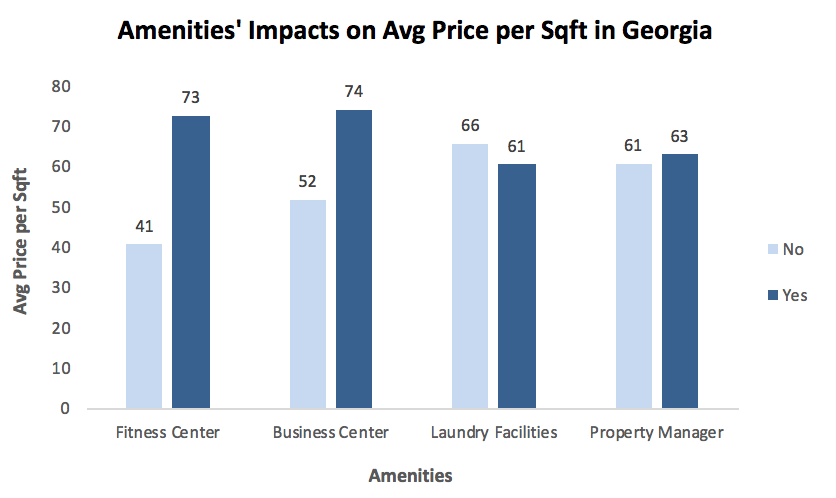 Amenities' Impacts on Avg Price per Sqft in Georgia
Avg Price per Sqft
80
70
60
50
40
30
20
10
0
41
73
52
74
66
61
61
63
Fitness Center
Business Center
Laundry Facilities
Property Manager
Amenities
No
Yes